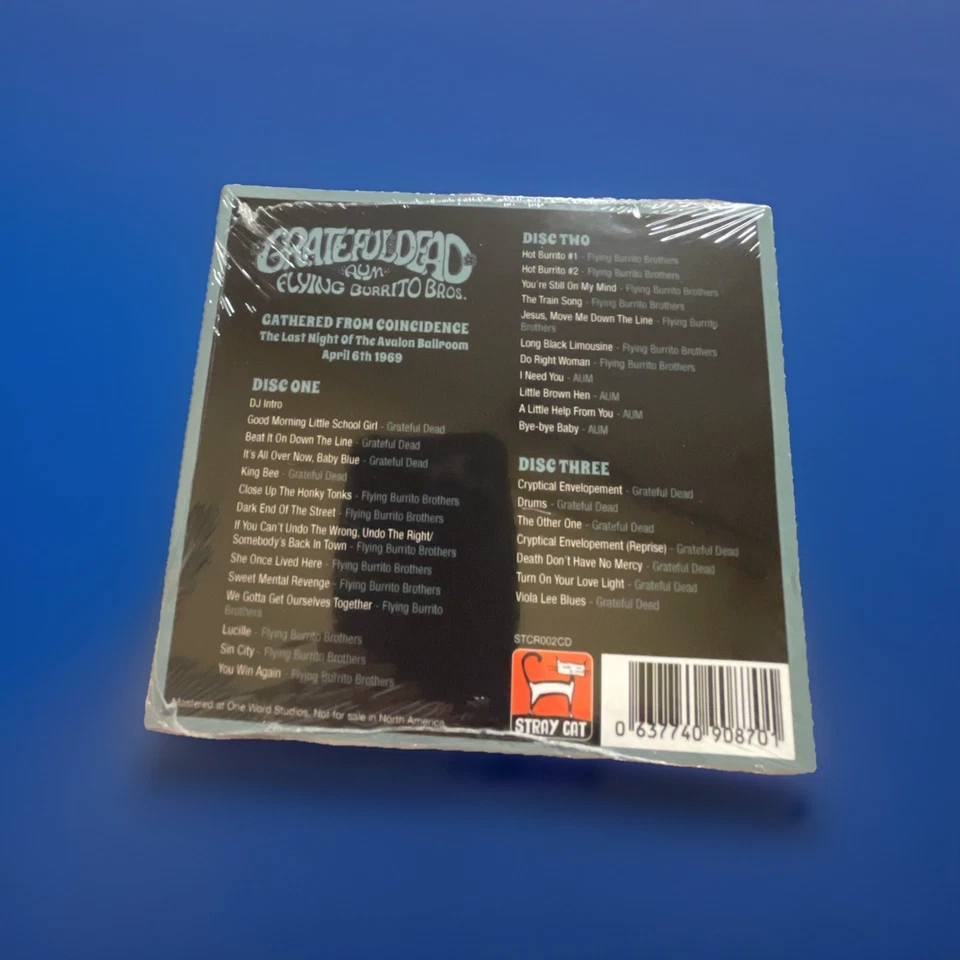 GRATEFUL DEAD
AUM
FLYING BURRITO BROS.
GATHERED FROM COINCIDENCE
The Last Night Of The Avalon Ballroom
April 6th 1969
DISC ONE
DJ Intro
Good Morning Little School Girl - Grateful Dead
Beat It On Down The Line - Grateful Dead
It's All Over Now, Baby Blue - Grateful Dead
King Bee - Grateful Dead
Close Up The Honky Tonks - Flying Burrito Brothers
Dark End Of The Street - Flying Burrito Brothers
If You Can't Undo The Wrong, Undo The Right/
Somebody's Back In Town - Flying Burrito Brothers
She Once Lived Here - Flying Burrito Brothers
Sweet Mental Revenge - Flying Burrito Brothers
We Gotta Get Ourselves Together - Flying Burrito
Brothers
Lucille - Flying Burrito Brothers
Sin City - Flying Burrito Brothers
You Win Again - Flying Burrito Brothers
Mastered at One Word Studios. Not for sale in North America.
DISC TWO
Hot Burrito #1 - Flying Burrito Brothers
Hot Burrito #2 - Flying Burrito Brothers
You're Still On My Mind - Flying Burrito Brothers
The Train Song - Flying Burrito Brothers
Jesus, Move Me Down The Line - Flying Burrito
Brothers
Long Black Limousine - Flying Burrito Brothers
Do Right Woman - Flying Burrito Brothers
I Need You - AUM
Little Brown Hen - AUM
A Little Help From You - AUM
Bye-bye Baby - AUM
DISC THREE
Cryptical Envelopement - Grateful Dead
Drums - Grateful Dead
The Other One - Grateful Dead
Cryptical Envelopement (Reprise) - Grateful Dead
Death Don't Have No Mercy - Grateful Dead
Turn On Your Love Light - Grateful Dead
Viola Lee Blues - Grateful Dead
STCR002CD
STRAY CAT
0 637740 908701